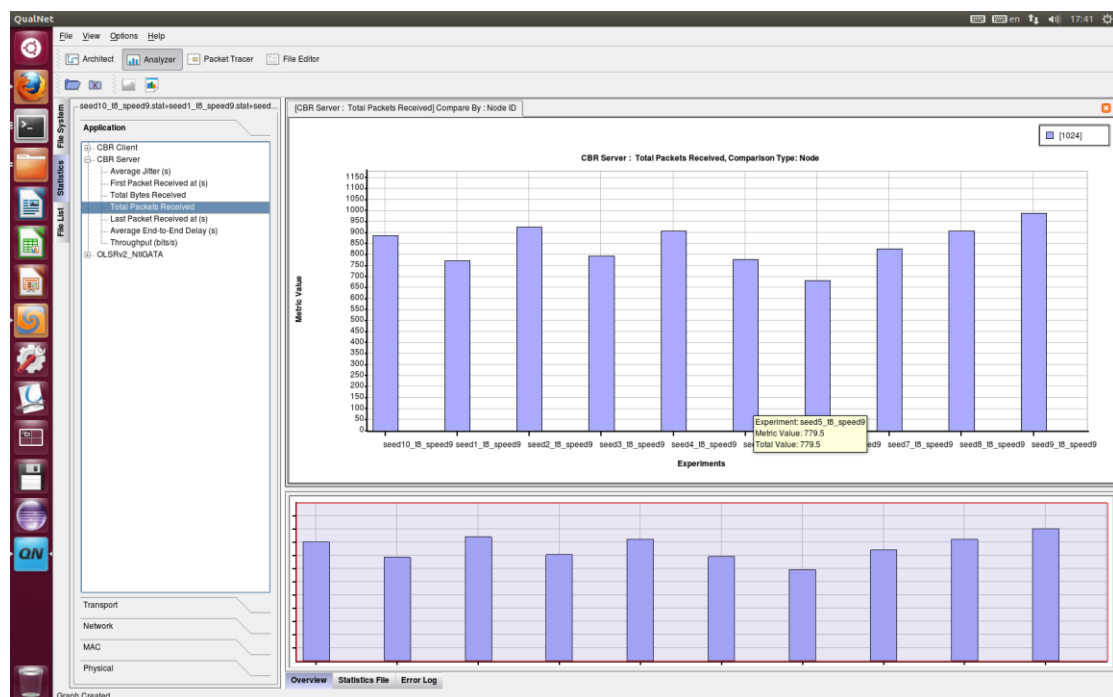 QualNet
en 17:41
File View Options Help
Architect Analyzer Packet Tracer File Editor
File System
Statistics
File List
seed10_t8_speed9.stat+seed1_t8_speed9.stat+seed...
Application
CBR Client
CBR Server
Average Jitter (s)
First Packet Received at (s)
Total Bytes Received
Total Packets Received
Last Packet Received at (s)
Average End-to-End Delay (s)
Throughput (bits/s)
OLSRv2_NIIGATA
Transport
Network
MAC
Physical
[CBR Server : Total Packets Received] Compare By : Node ID
[1024]
CBR Server : Total Packets Received, Comparison Type: Node
Metric Value
1150
1100
1050
1000
950
900
850
800
750
700
650
600
550
500
450
400
350
300
250
200
150
100
50
0
seed10_t8_speed9 seed1_t8_speed9 seed2_t8_speed9 seed3_t8_speed9 seed4_t8_speed9 seed7_t8_speed9 seed8_t8_speed9 seed9_t8_speed9
Experiment: seed5_t8_speed9
Metric Value: 779.5
Total Value: 779.5
Experiments
QN
Overview Statistics File Error Log
Graph Created